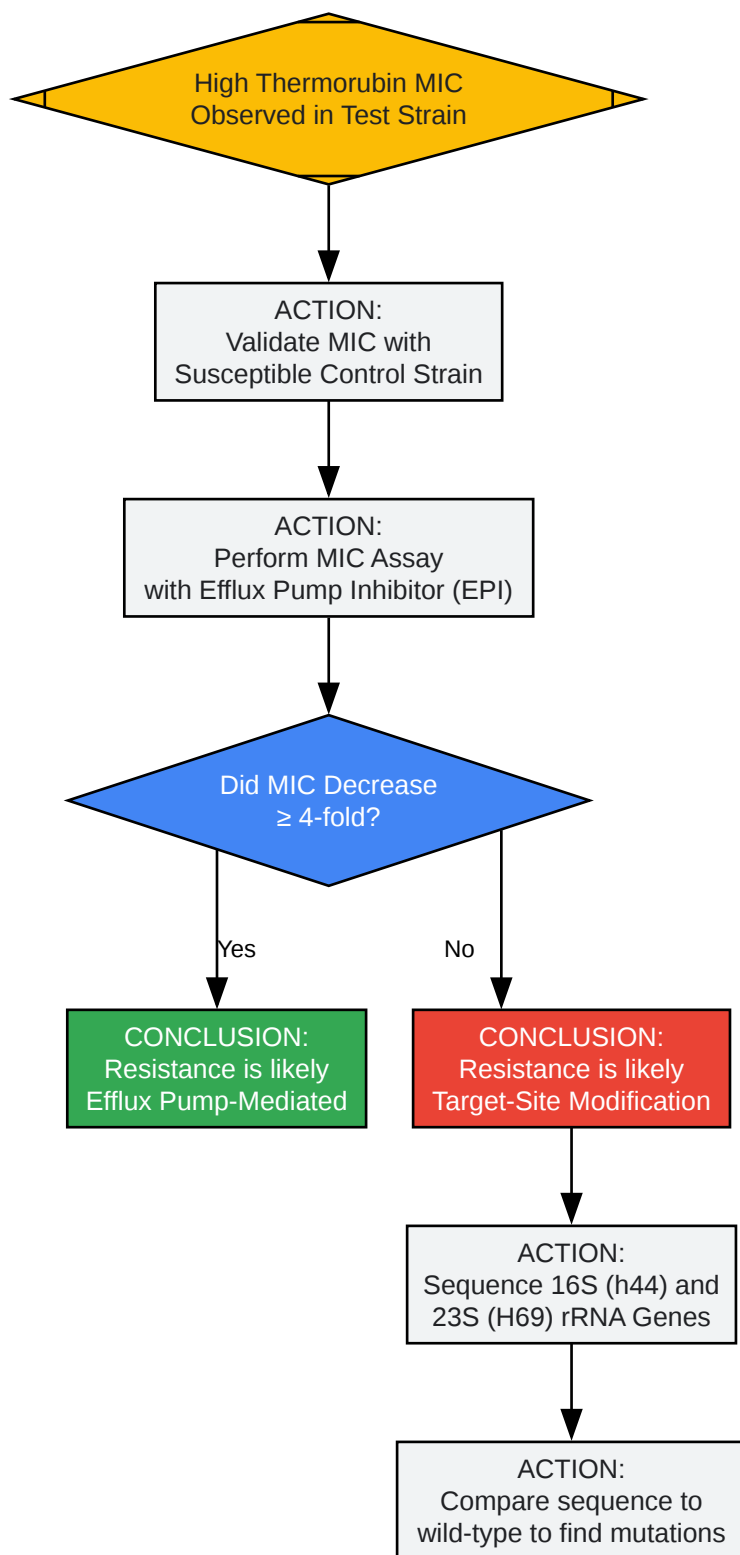 High Thermorubin MIC
Observed in Test Strain
ACTION:
Validate MIC with
Susceptible Control Strain
ACTION:
Perform MIC Assay
with Efflux Pump Inhibitor (EPI)
Did MIC Decrease
≥ 4-fold?
Yes
No
CONCLUSION:
Resistance is likely
Efflux Pump-Mediated
CONCLUSION:
Resistance is likely
Target-Site Modification
ACTION:
Sequence 16S (h44) and
23S (H69) rRNA Genes
ACTION:
Compare sequence to
wild-type to find mutations